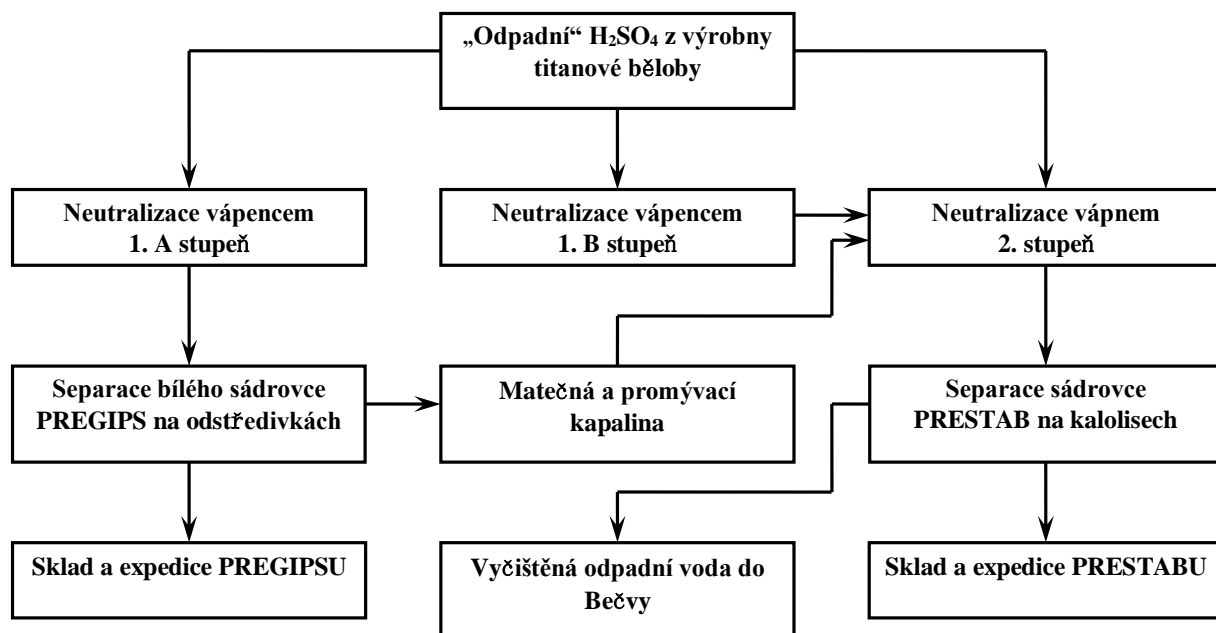 „Odpadní“ H₂SO₄ z výrobny
titanové běloby
Neutralizace vápencem
1. A stupeň
Neutralizace vápencem
1. B stupeň
Neutralizace vápnem
2. stupeň
Separace bílého sádrovce
PREGIPS na odstředivkách
Matečná a promývací
kapalina
Separace sádrovce
PRESTAB na kalolisech
Sklad a expedice PREGIPSU
Vyčištěná odpadní voda do
Bečvy
Sklad a expedice PRESTABU